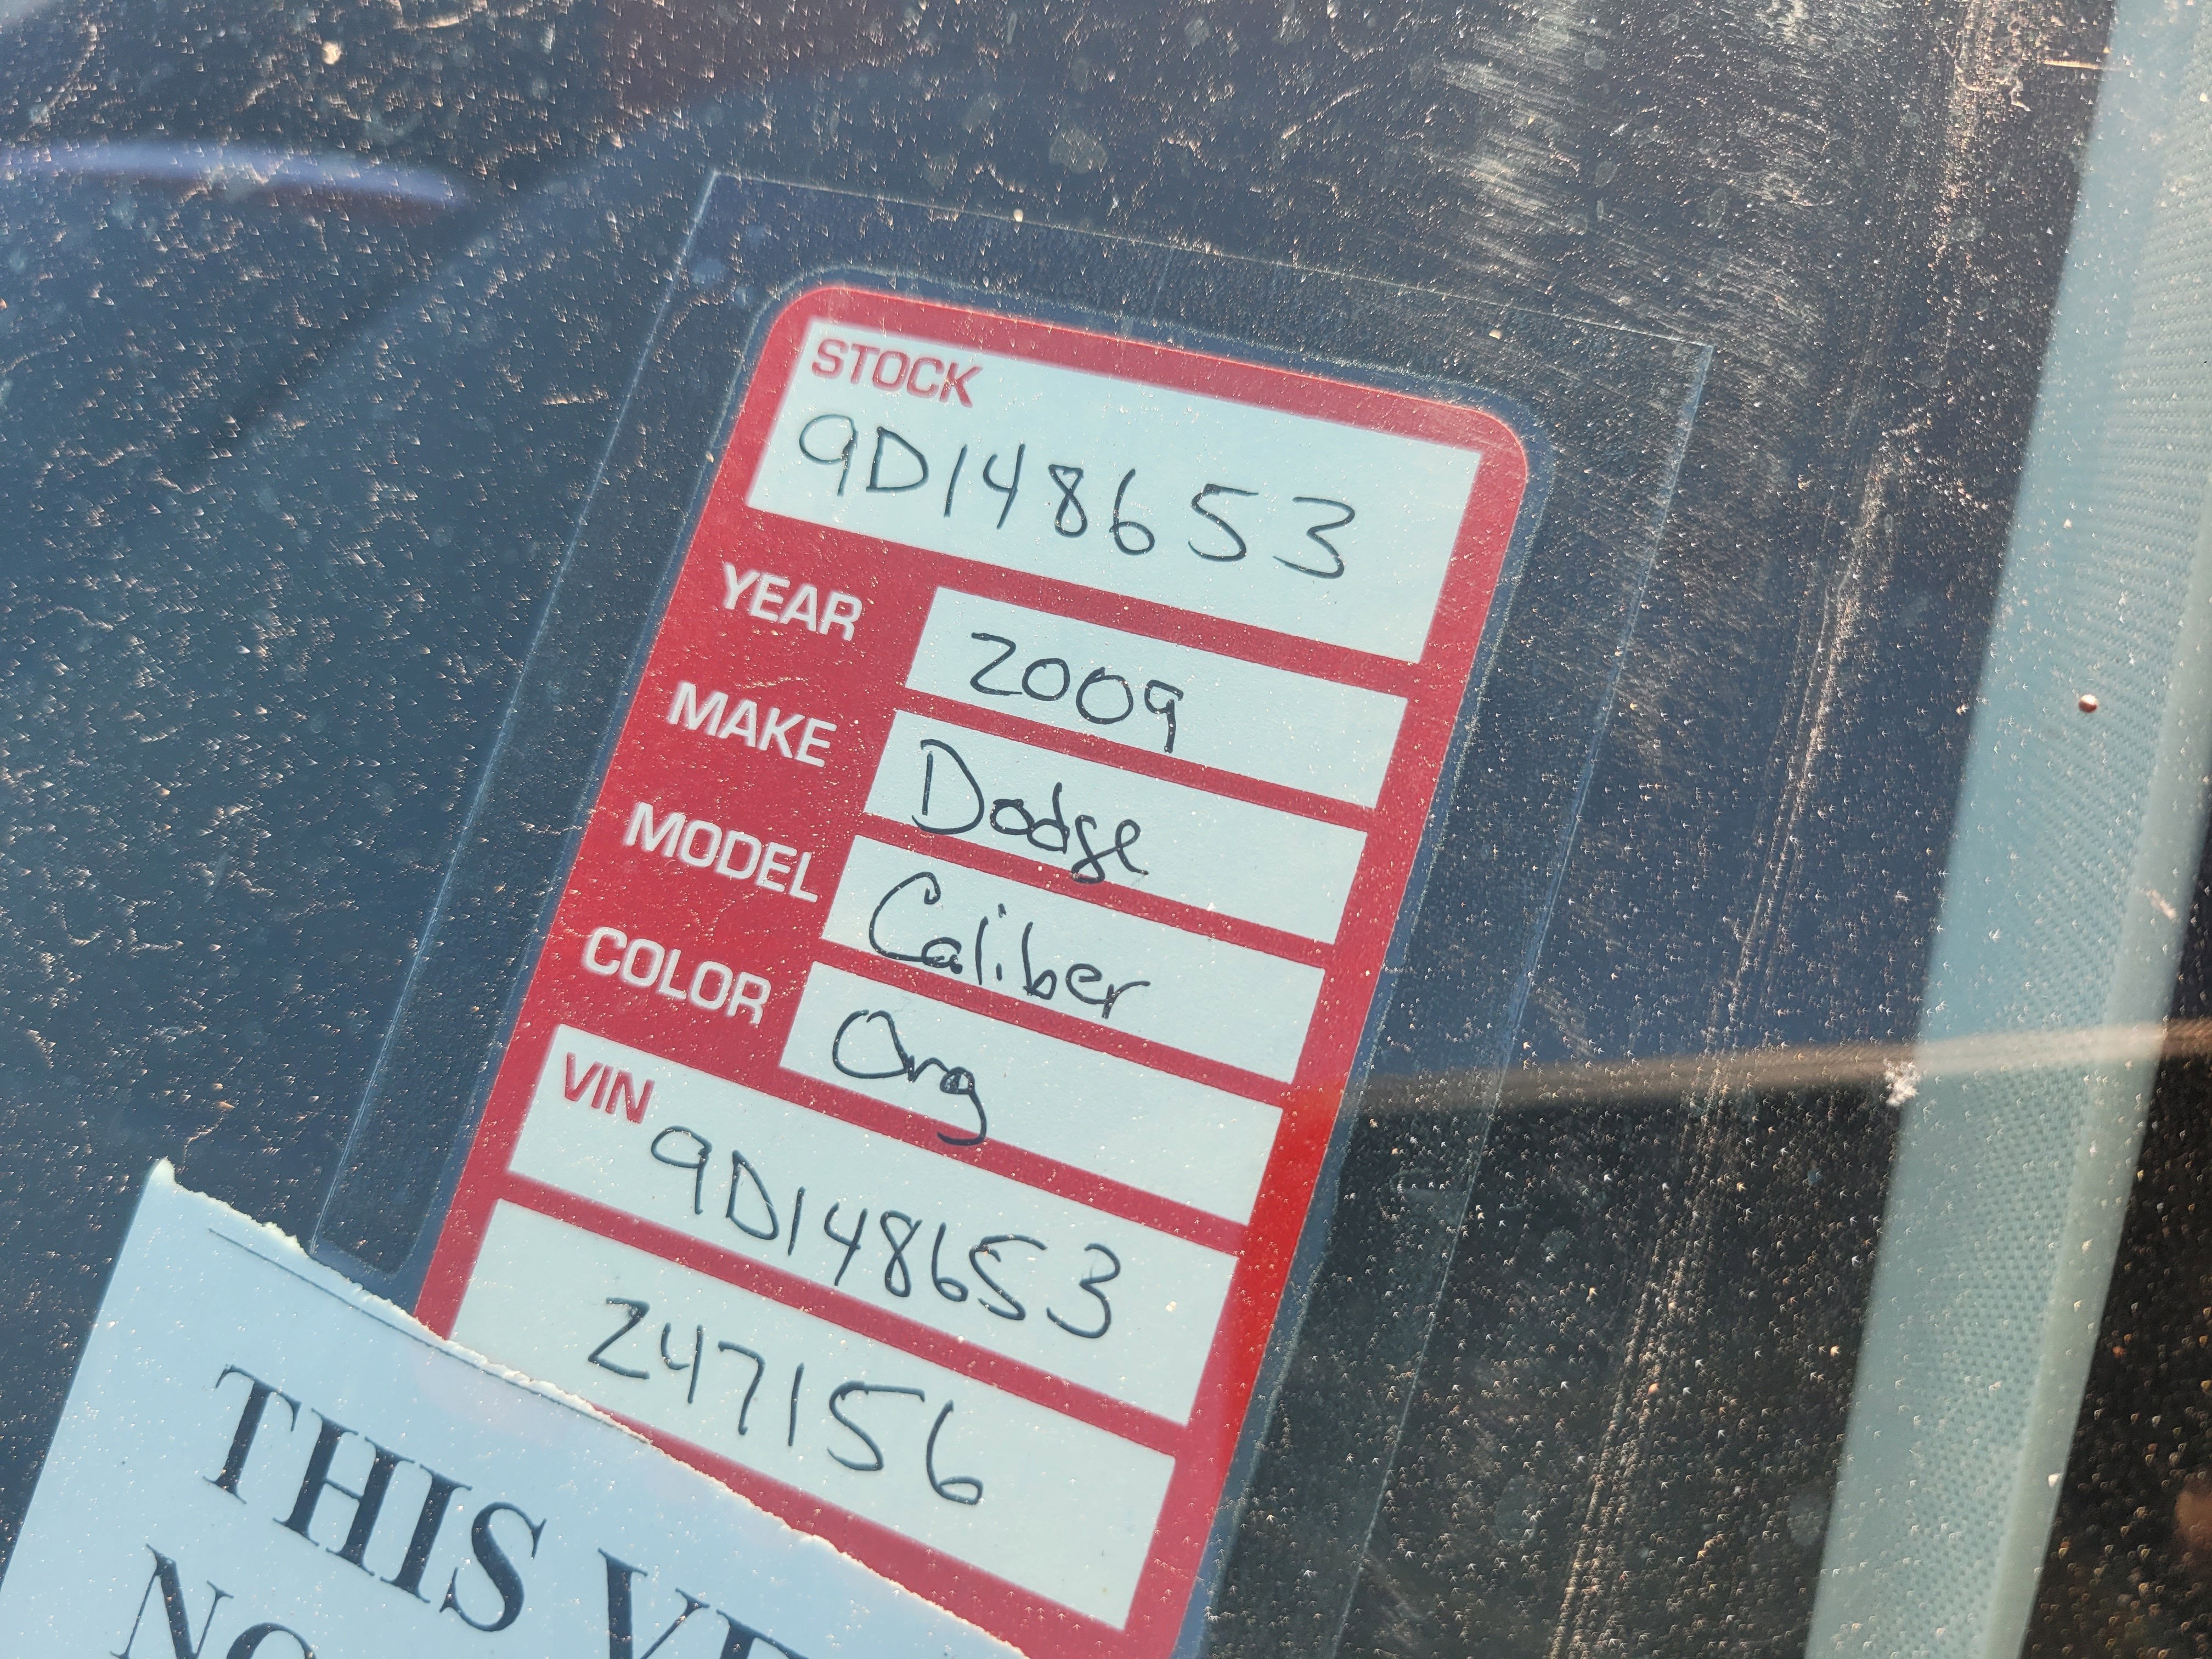 STOCK
9D148653
YEAR 2009
MAKE Dodge
MODEL Caliber
COLOR Org
VIN 9D148653
247156
THIS